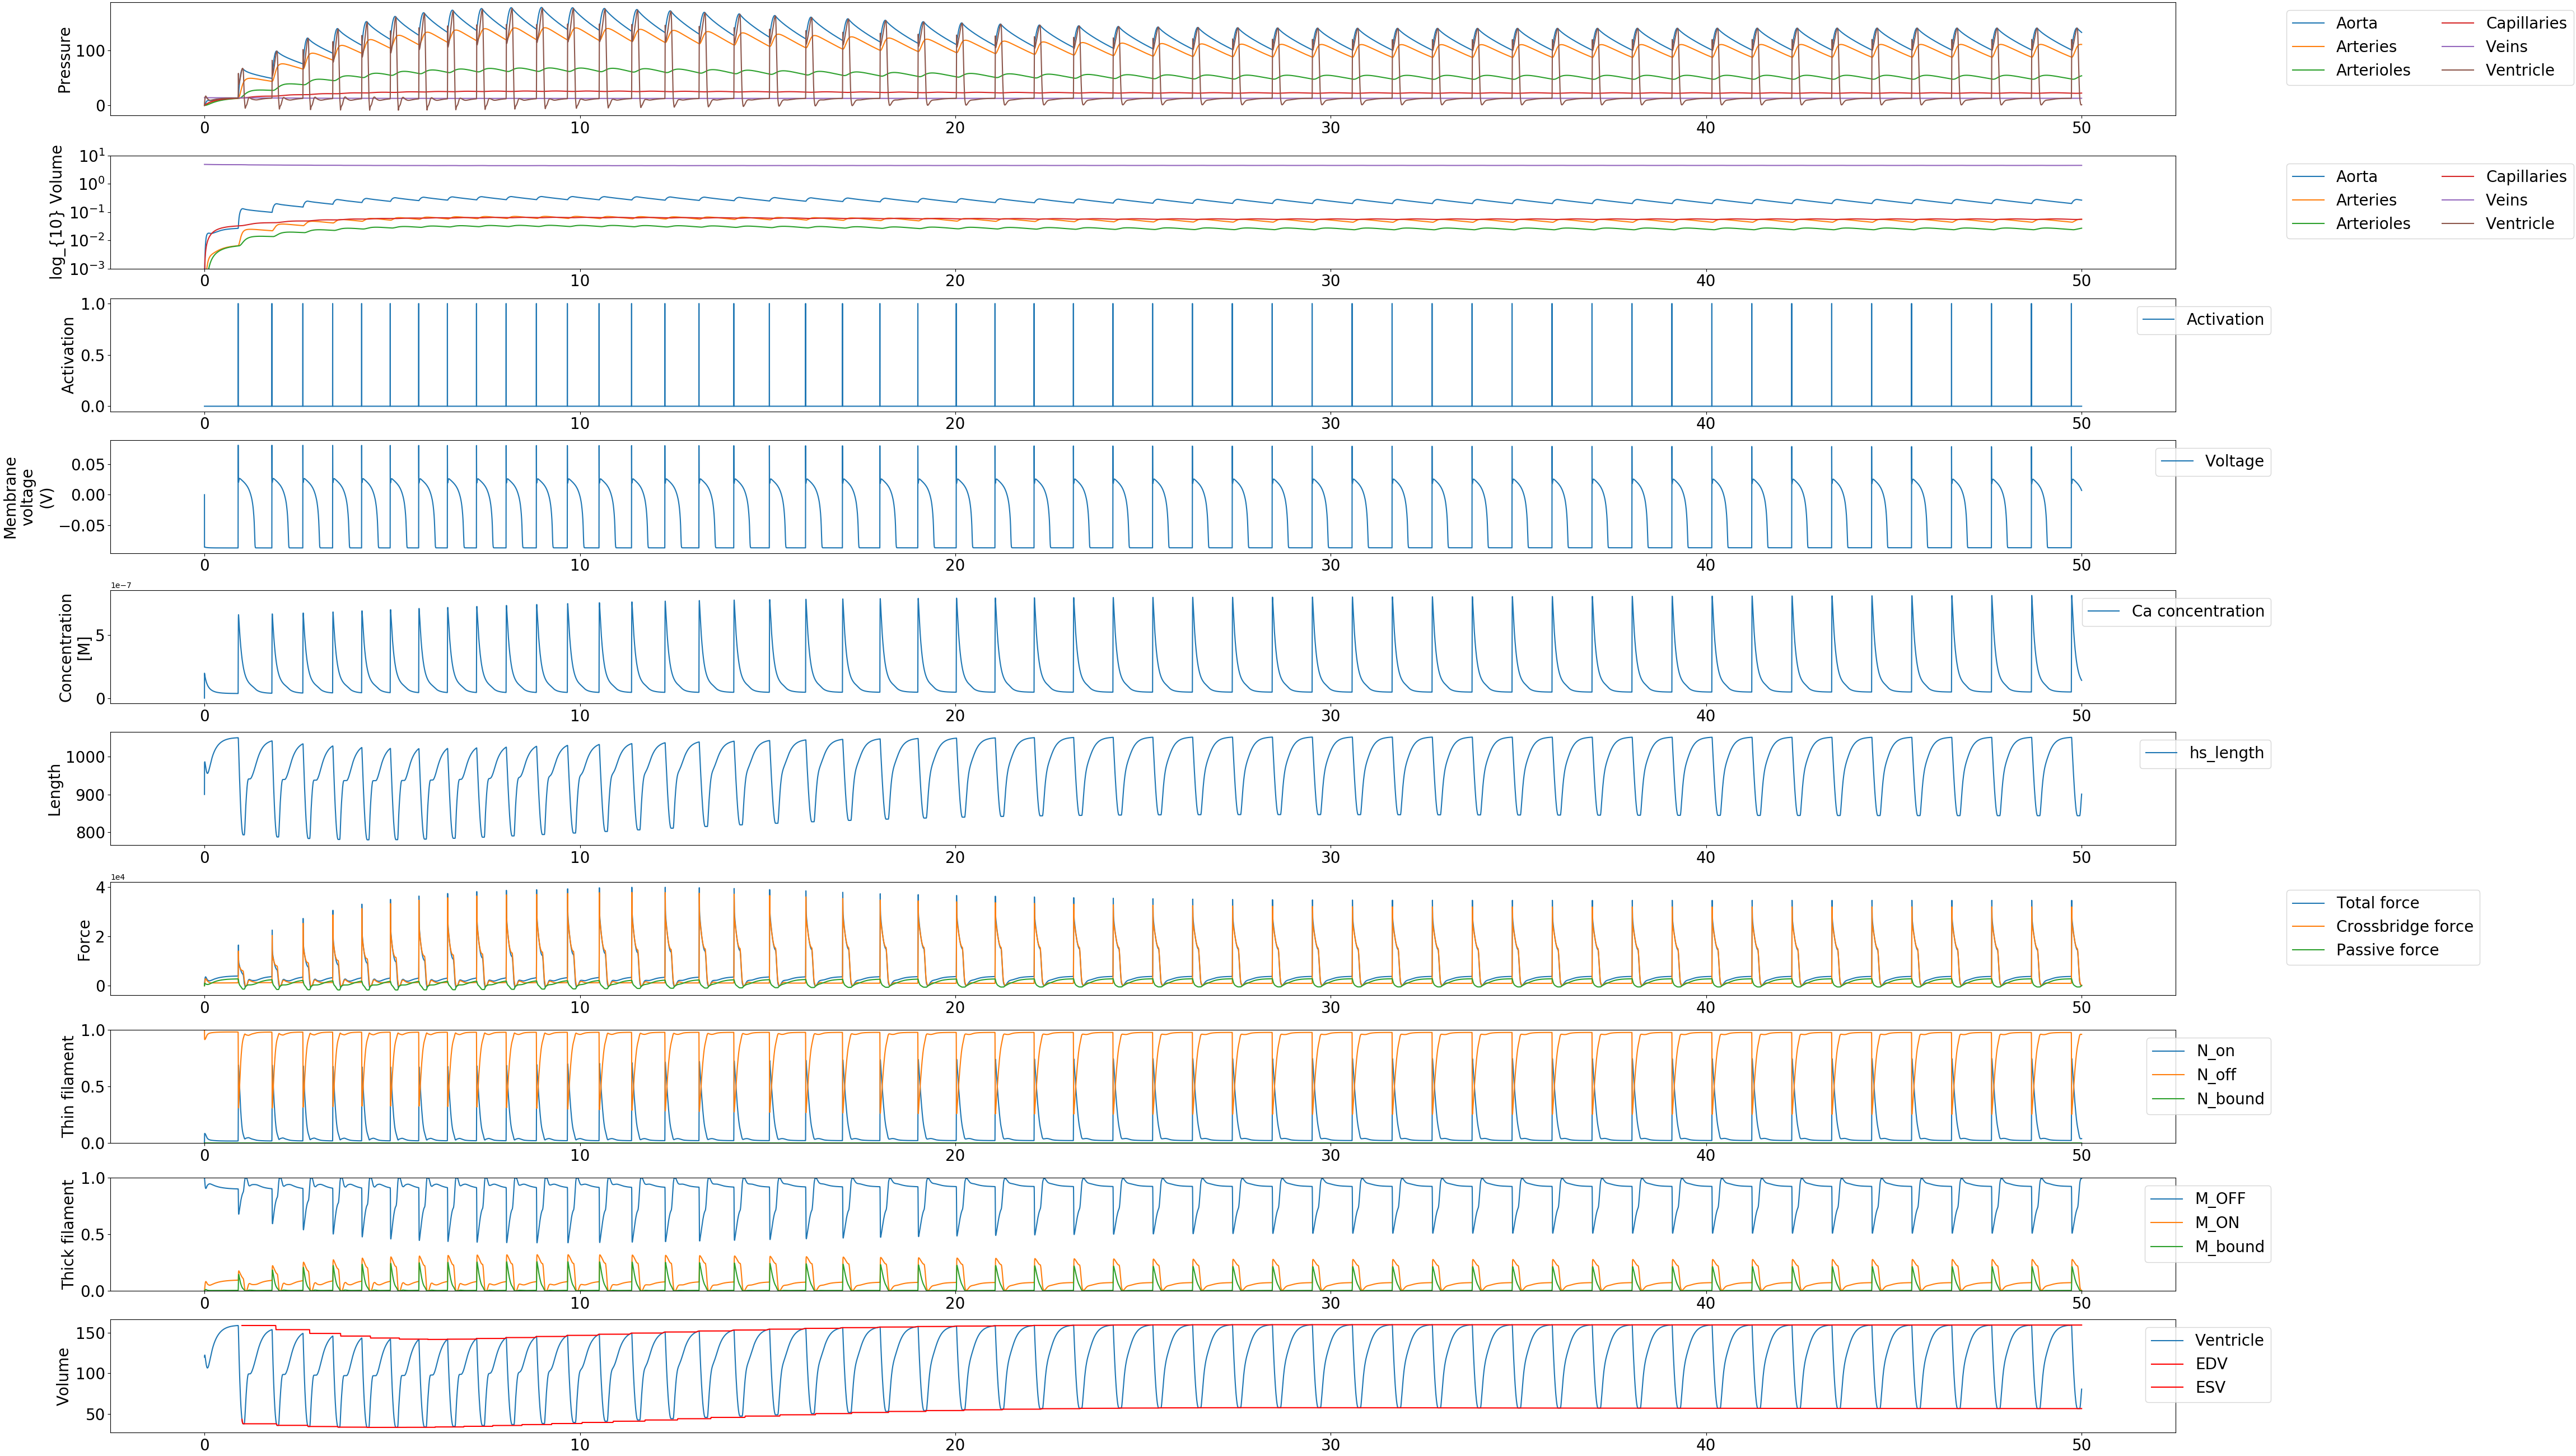 Pressure
100
0
0 10 20 30 40 50
Aorta Capillaries
Arteries Veins
Arterioles Ventricle
log_{10} Volume
10^1
10^0
10^-1
10^-2
10^-3
0 10 20 30 40 50
Aorta Capillaries
Arteries Veins
Arterioles Ventricle
Activation
1.0
0.5
0.0
0 10 20 30 40 50
Activation
Membrane
voltage
(V)
0.05
0.00
−0.05
0 10 20 30 40 50
Voltage
1e−7
Concentration
[M]
5
0
0 10 20 30 40 50
Ca concentration
Length
1000
900
800
0 10 20 30 40 50
hs_length
1e4
Force
4
2
0
0 10 20 30 40 50
Total force
Crossbridge force
Passive force
Thin filament
1.0
0.5
0.0
0 10 20 30 40 50
N_on
N_off
N_bound
Thick filament
1.0
0.5
0.0
0 10 20 30 40 50
M_OFF
M_ON
M_bound
Volume
150
100
50
0 10 20 30 40 50
Ventricle
EDV
ESV